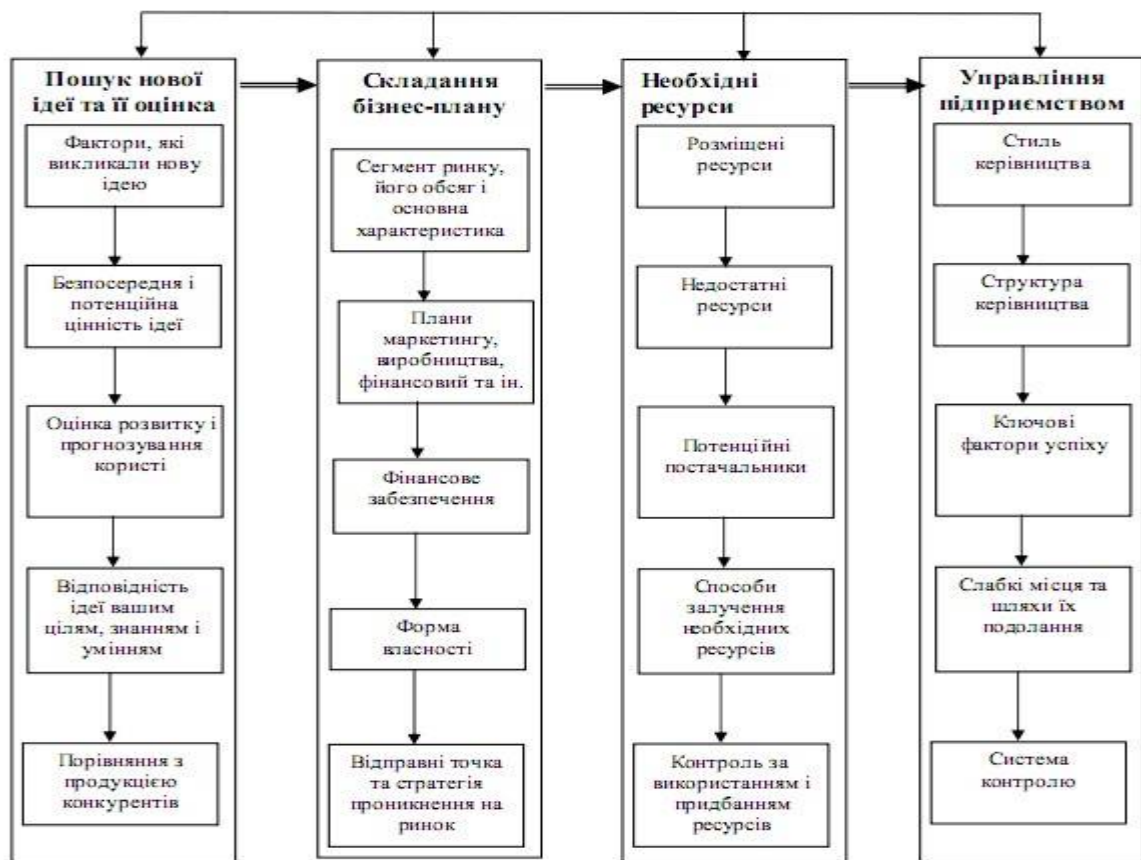 Пошук нової
ідеї та її оцінка
Фактори, які
викликали нову
ідею
Безпосередня і
потенційна
цінність ідеї
Оцінка розвитку і
прогнозування
користі
Відповідність
ідеї вашим
цілям, знанням і
умінням
Порівняння з
продукцією
конкурентів
Складання
бізнес-плану
Сегмент ринку,
його обсяг і
основна
характеристика
Плани
маркетингу,
виробництва,
фінансовий та ін.
Фінансове
забезпечення
Форма
власності
Відправні точка
та стратегія
проникнення на
ринок
Необхідні
ресурси
Розміщені
ресурси
Недостатні
ресурси
Потенційні
постачальники
Способи
залучення
необхідних
ресурсів
Контроль за
використанням і
придбанням
ресурсів
Управління
підприємством
Стиль
керівництва
Структура
керівництва
Ключові
фактори успіху
Слабкі місця та
шляхи їх
подолання
Система
контролю